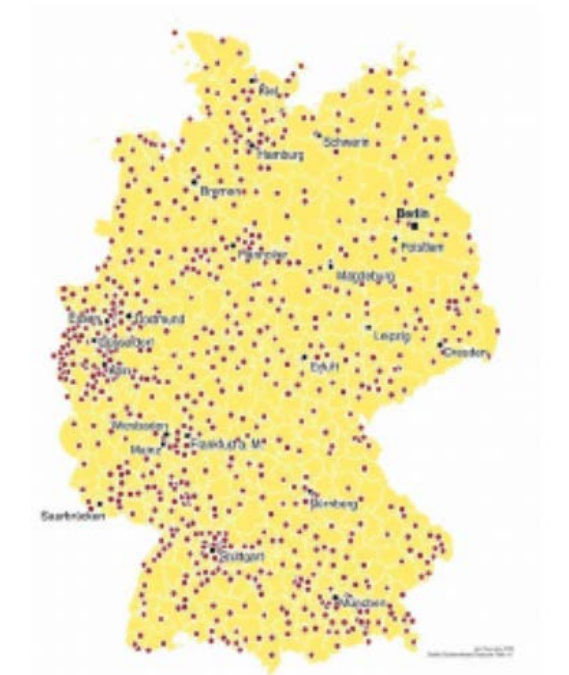 Kiel
Schwerin
Hamburg
Bremen
Berlin
Potsdam
Hannover
Magdeburg
Essen
Dortmund
Leipzig
Düsseldorf
Dresden
Köln
Erfurt
Wiesbaden
Frankfurt a. M.
Mainz
Nürnberg
Saarbrücken
Stuttgart
München